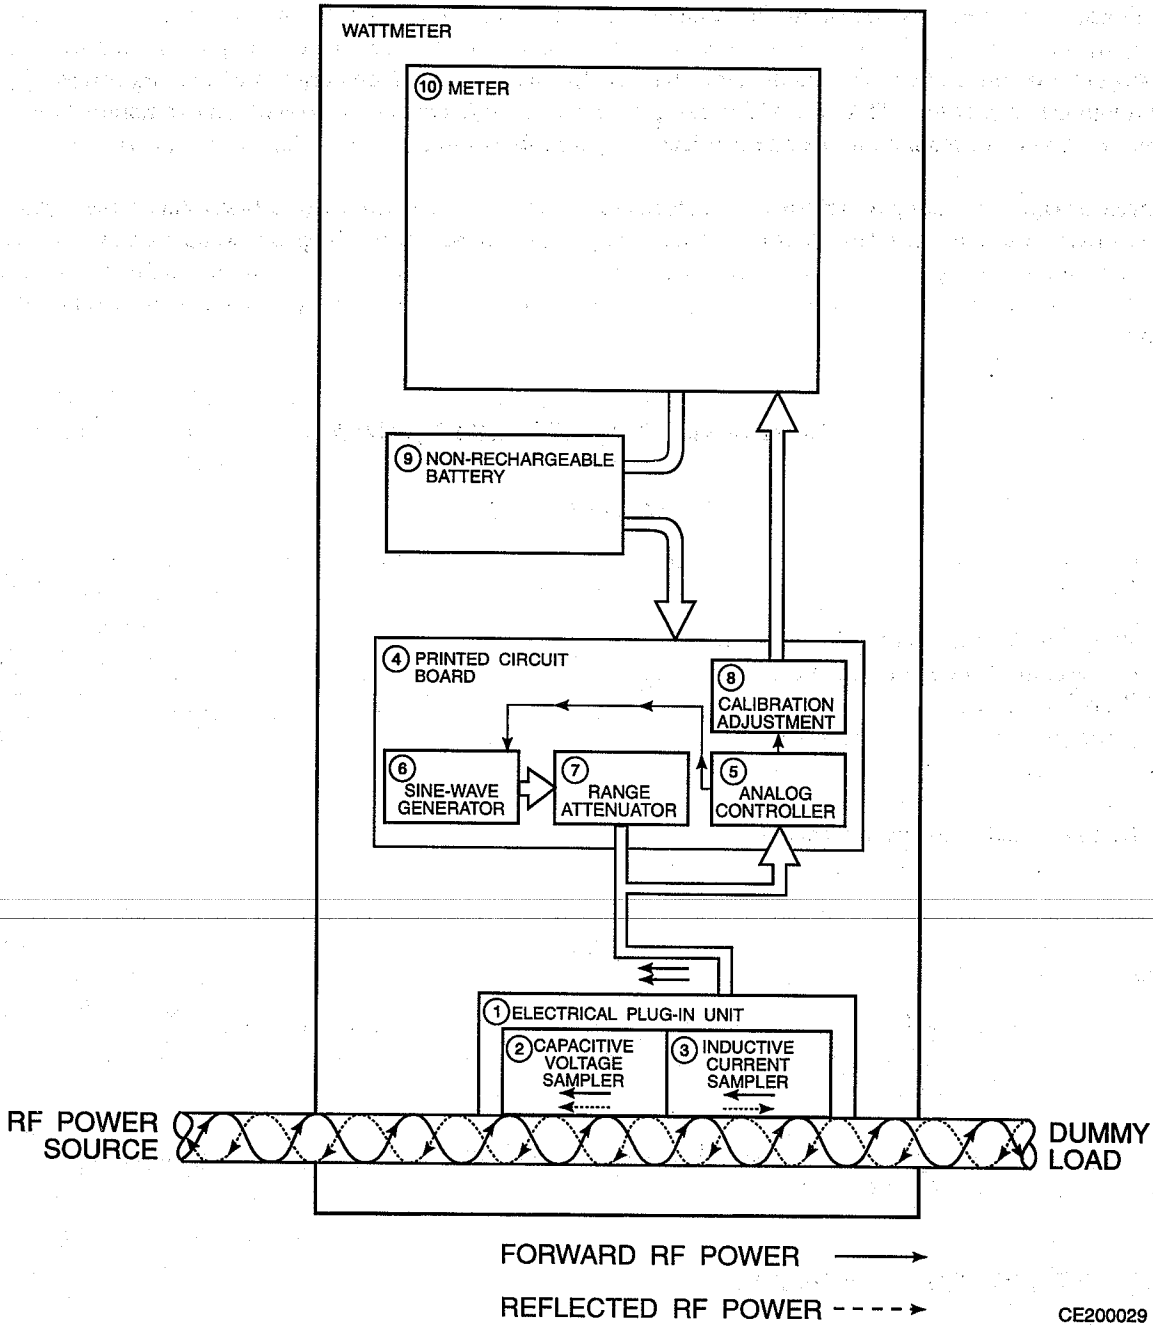 WATTMETER
10 METER
9 NON-RECHARGEABLE
BATTERY
4 PRINTED CIRCUIT
BOARD
8
CALIBRATION
ADJUSTMENT
6
SINE-WAVE
GENERATOR
7
RANGE
ATTENUATOR
5
ANALOG
CONTROLLER
1 ELECTRICAL PLUG-IN UNIT
2 CAPACITIVE
VOLTAGE
SAMPLER
3 INDUCTIVE
CURRENT
SAMPLER
RF POWER
SOURCE
DUMMY
LOAD
FORWARD RF POWER
REFLECTED RF POWER
CE200029